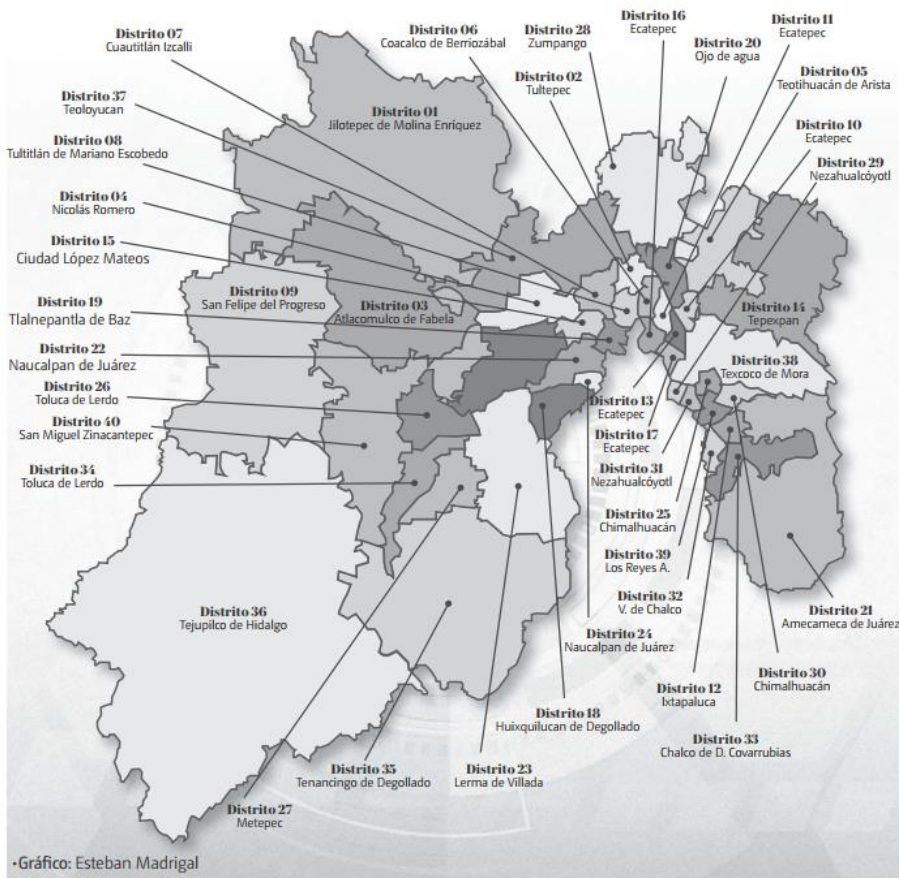 Distrito 07
Cuautitlán Izcalli
Distrito 06
Coacalco de Berriozábal
Distrito 28
Zumpango
Distrito 16
Ecatepec
Distrito 11
Ecatepec
Distrito 02
Tultepec
Distrito 20
Ojo de agua
Distrito 05
Teotihuacán de Arista
Distrito 37
Teoloyucan
Distrito 01
Jilotepec de Molina Enríquez
Distrito 10
Ecatepec
Distrito 08
Tultitlán de Mariano Escobedo
Distrito 29
Nezahualcóyotl
Distrito 04
Nicolás Romero
Distrito 15
Ciudad López Mateos
Distrito 09
San Felipe del Progreso
Distrito 03
Atlacomulco de Fabela
Distrito 14
Tepexpan
Distrito 19
Tlalnepantla de Baz
Distrito 22
Naucalpan de Juárez
Distrito 38
Texcoco de Mora
Distrito 26
Toluca de Lerdo
Distrito 13
Ecatepec
Distrito 40
San Miguel Zinacantepec
Distrito 17
Ecatepec
Distrito 34
Toluca de Lerdo
Distrito 31
Nezahualcóyotl
Distrito 25
Chimalhuacán
Distrito 39
Los Reyes A.
Distrito 32
V. de Chalco
Distrito 36
Tejupilco de Hidalgo
Distrito 21
Amecameca de Juárez
Distrito 24
Naucalpan de Juárez
Distrito 30
Chimalhuacán
Distrito 12
Ixtapaluca
Distrito 18
Huixquilucan de Degollado
Distrito 33
Chalco de D. Covarrubias
Distrito 35
Tenancingo de Degollado
Distrito 23
Lerma de Villada
Distrito 27
Metepec
•Gráfico: Esteban Madrigal